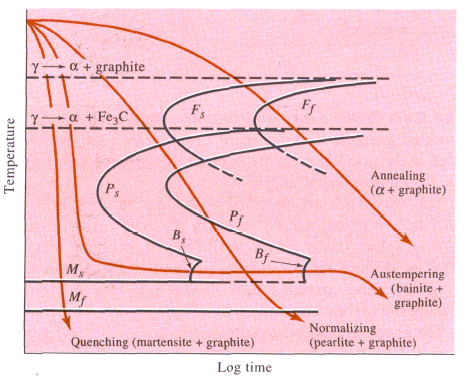 γ → α + graphite
γ → α + Fe₃C
Temperature
Fs
Ff
Ps
Pf
Bs
Bf
Ms
Mf
Annealing
(α + graphite)
Austempering
(bainite +
graphite)
Normalizing
(pearlite + graphite)
Quenching (martensite + graphite)
Log time